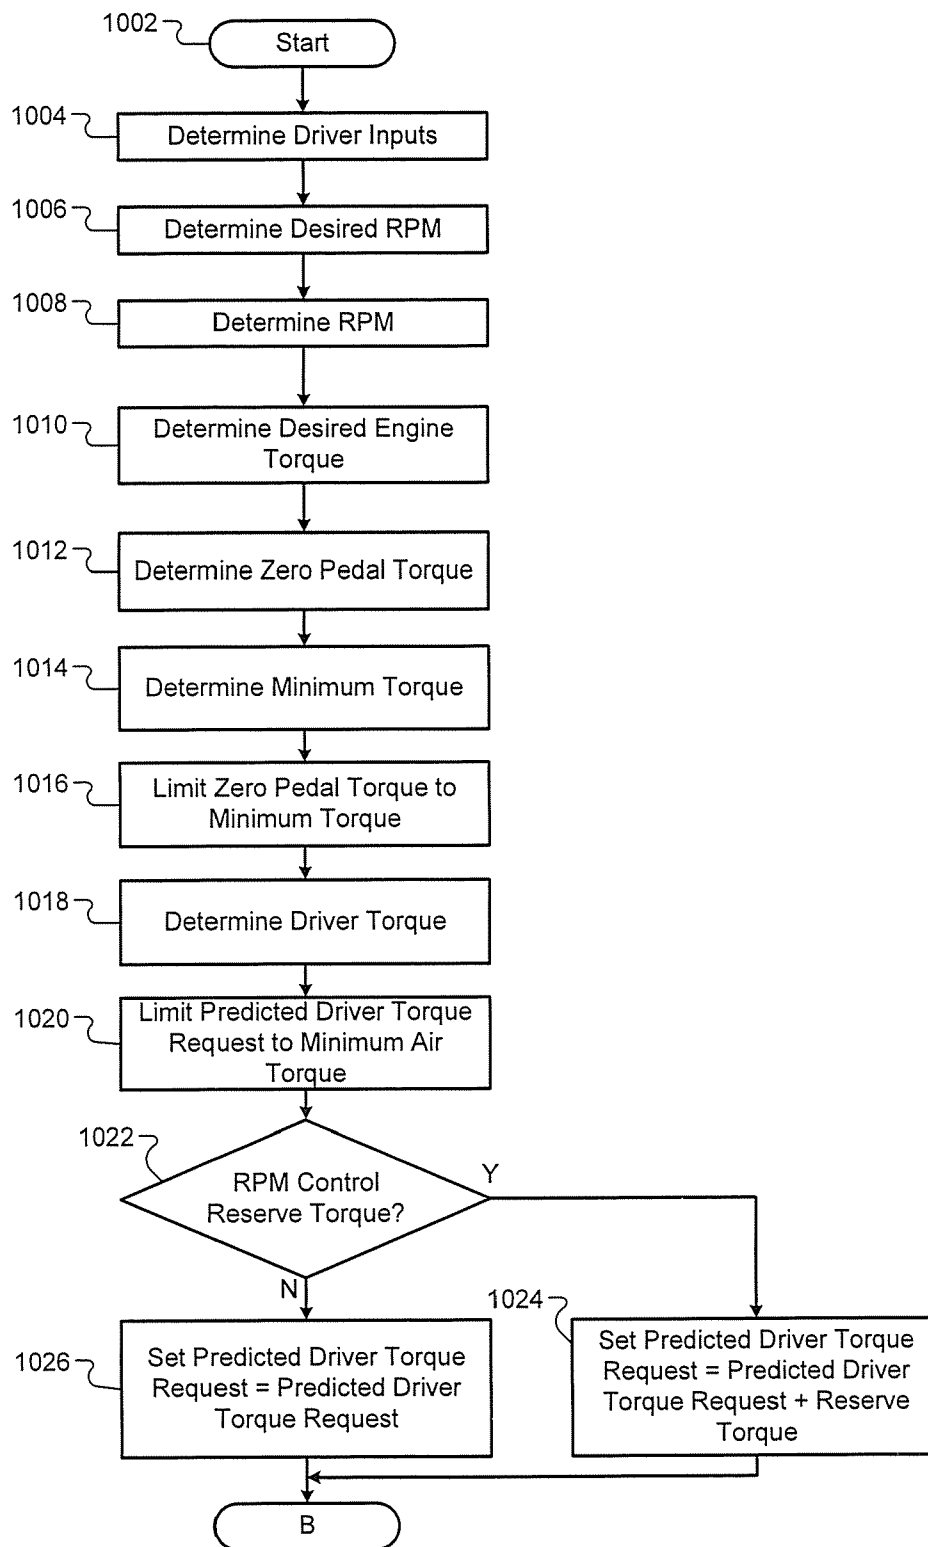 1002
Start
1004
Determine Driver Inputs
1006
Determine Desired RPM
1008
Determine RPM
1010
Determine Desired Engine
Torque
1012
Determine Zero Pedal Torque
1014
Determine Minimum Torque
1016
Limit Zero Pedal Torque to
Minimum Torque
1018
Determine Driver Torque
1020
Limit Predicted Driver Torque
Request to Minimum Air
Torque
1022
RPM Control
Reserve Torque?
Y
N
1024
Set Predicted Driver Torque
Request = Predicted Driver
Torque Request + Reserve
Torque
1026
Set Predicted Driver Torque
Request = Predicted Driver
Torque Request
B